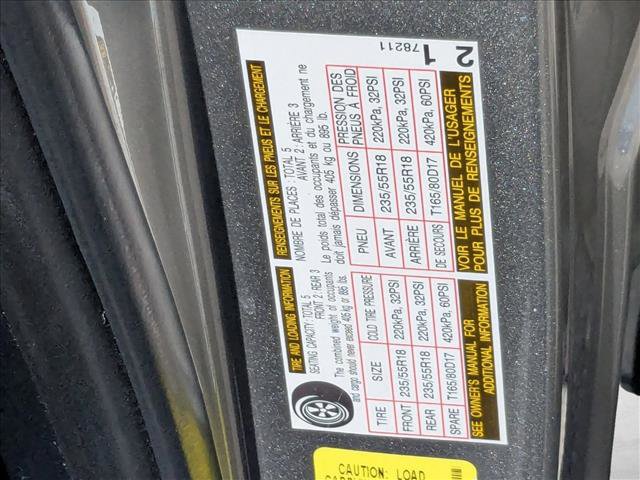 TIRE AND LOADING INFORMATION
SEATING CAPACITY : TOTAL 5
FRONT 2 : REAR 3
The combined weight of occupants
and cargo should never exceed 405 kg or 895 lbs.
TIRE SIZE COLD TIRE PRESSURE
FRONT 235/55R18 220kPa, 32PSI
REAR 235/55R18 220kPa, 32PSI
SPARE T165/80D17 420kPa, 60PSI
SEE OWNER'S MANUAL FOR
ADDITIONAL INFORMATION
RENSEIGNEMENTS SUR LES PNEUS ET LE CHARGEMENT
NOMBRE DE PLACES : TOTAL 5
AVANT 2 : ARRIÈRE 3
Le poids total des occupants et du chargement ne
doit jamais dépasser 405 kg ou 895 lb.
PNEU DIMENSIONS PRESSION DES
PNEUS À FROID
AVANT 235/55R18 220kPa, 32PSI
ARRIÈRE 235/55R18 220kPa, 32PSI
DE SECOURS T165/80D17 420kPa, 60PSI
VOIR LE MANUEL DE L'USAGER
POUR PLUS DE RENSEIGNEMENTS
78211
1
2
CAUTION: LOAD